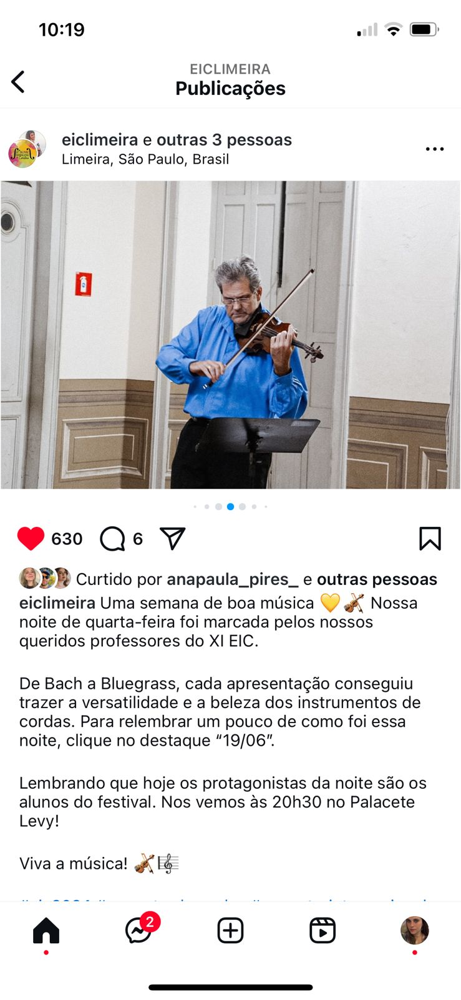 10:19
EICLIMEIRA
Publicações
eiclimeira e outras 3 pessoas
Limeira, São Paulo, Brasil
630 6
Curtido por anapaula_pires_ e outras pessoas
eiclimeira Uma semana de boa música 💛🎻 Nossa
noite de quarta-feira foi marcada pelos nossos
queridos professores do XI EIC.
De Bach a Bluegrass, cada apresentação conseguiu
trazer a versatilidade e a beleza dos instrumentos de
cordas. Para relembrar um pouco de como foi essa
noite, clique no destaque “19/06”.
Lembrando que hoje os protagonistas da noite são os
alunos do festival. Nos vemos às 20h30 no Palacete
Levy!
Viva a música! 🎻🎼
2